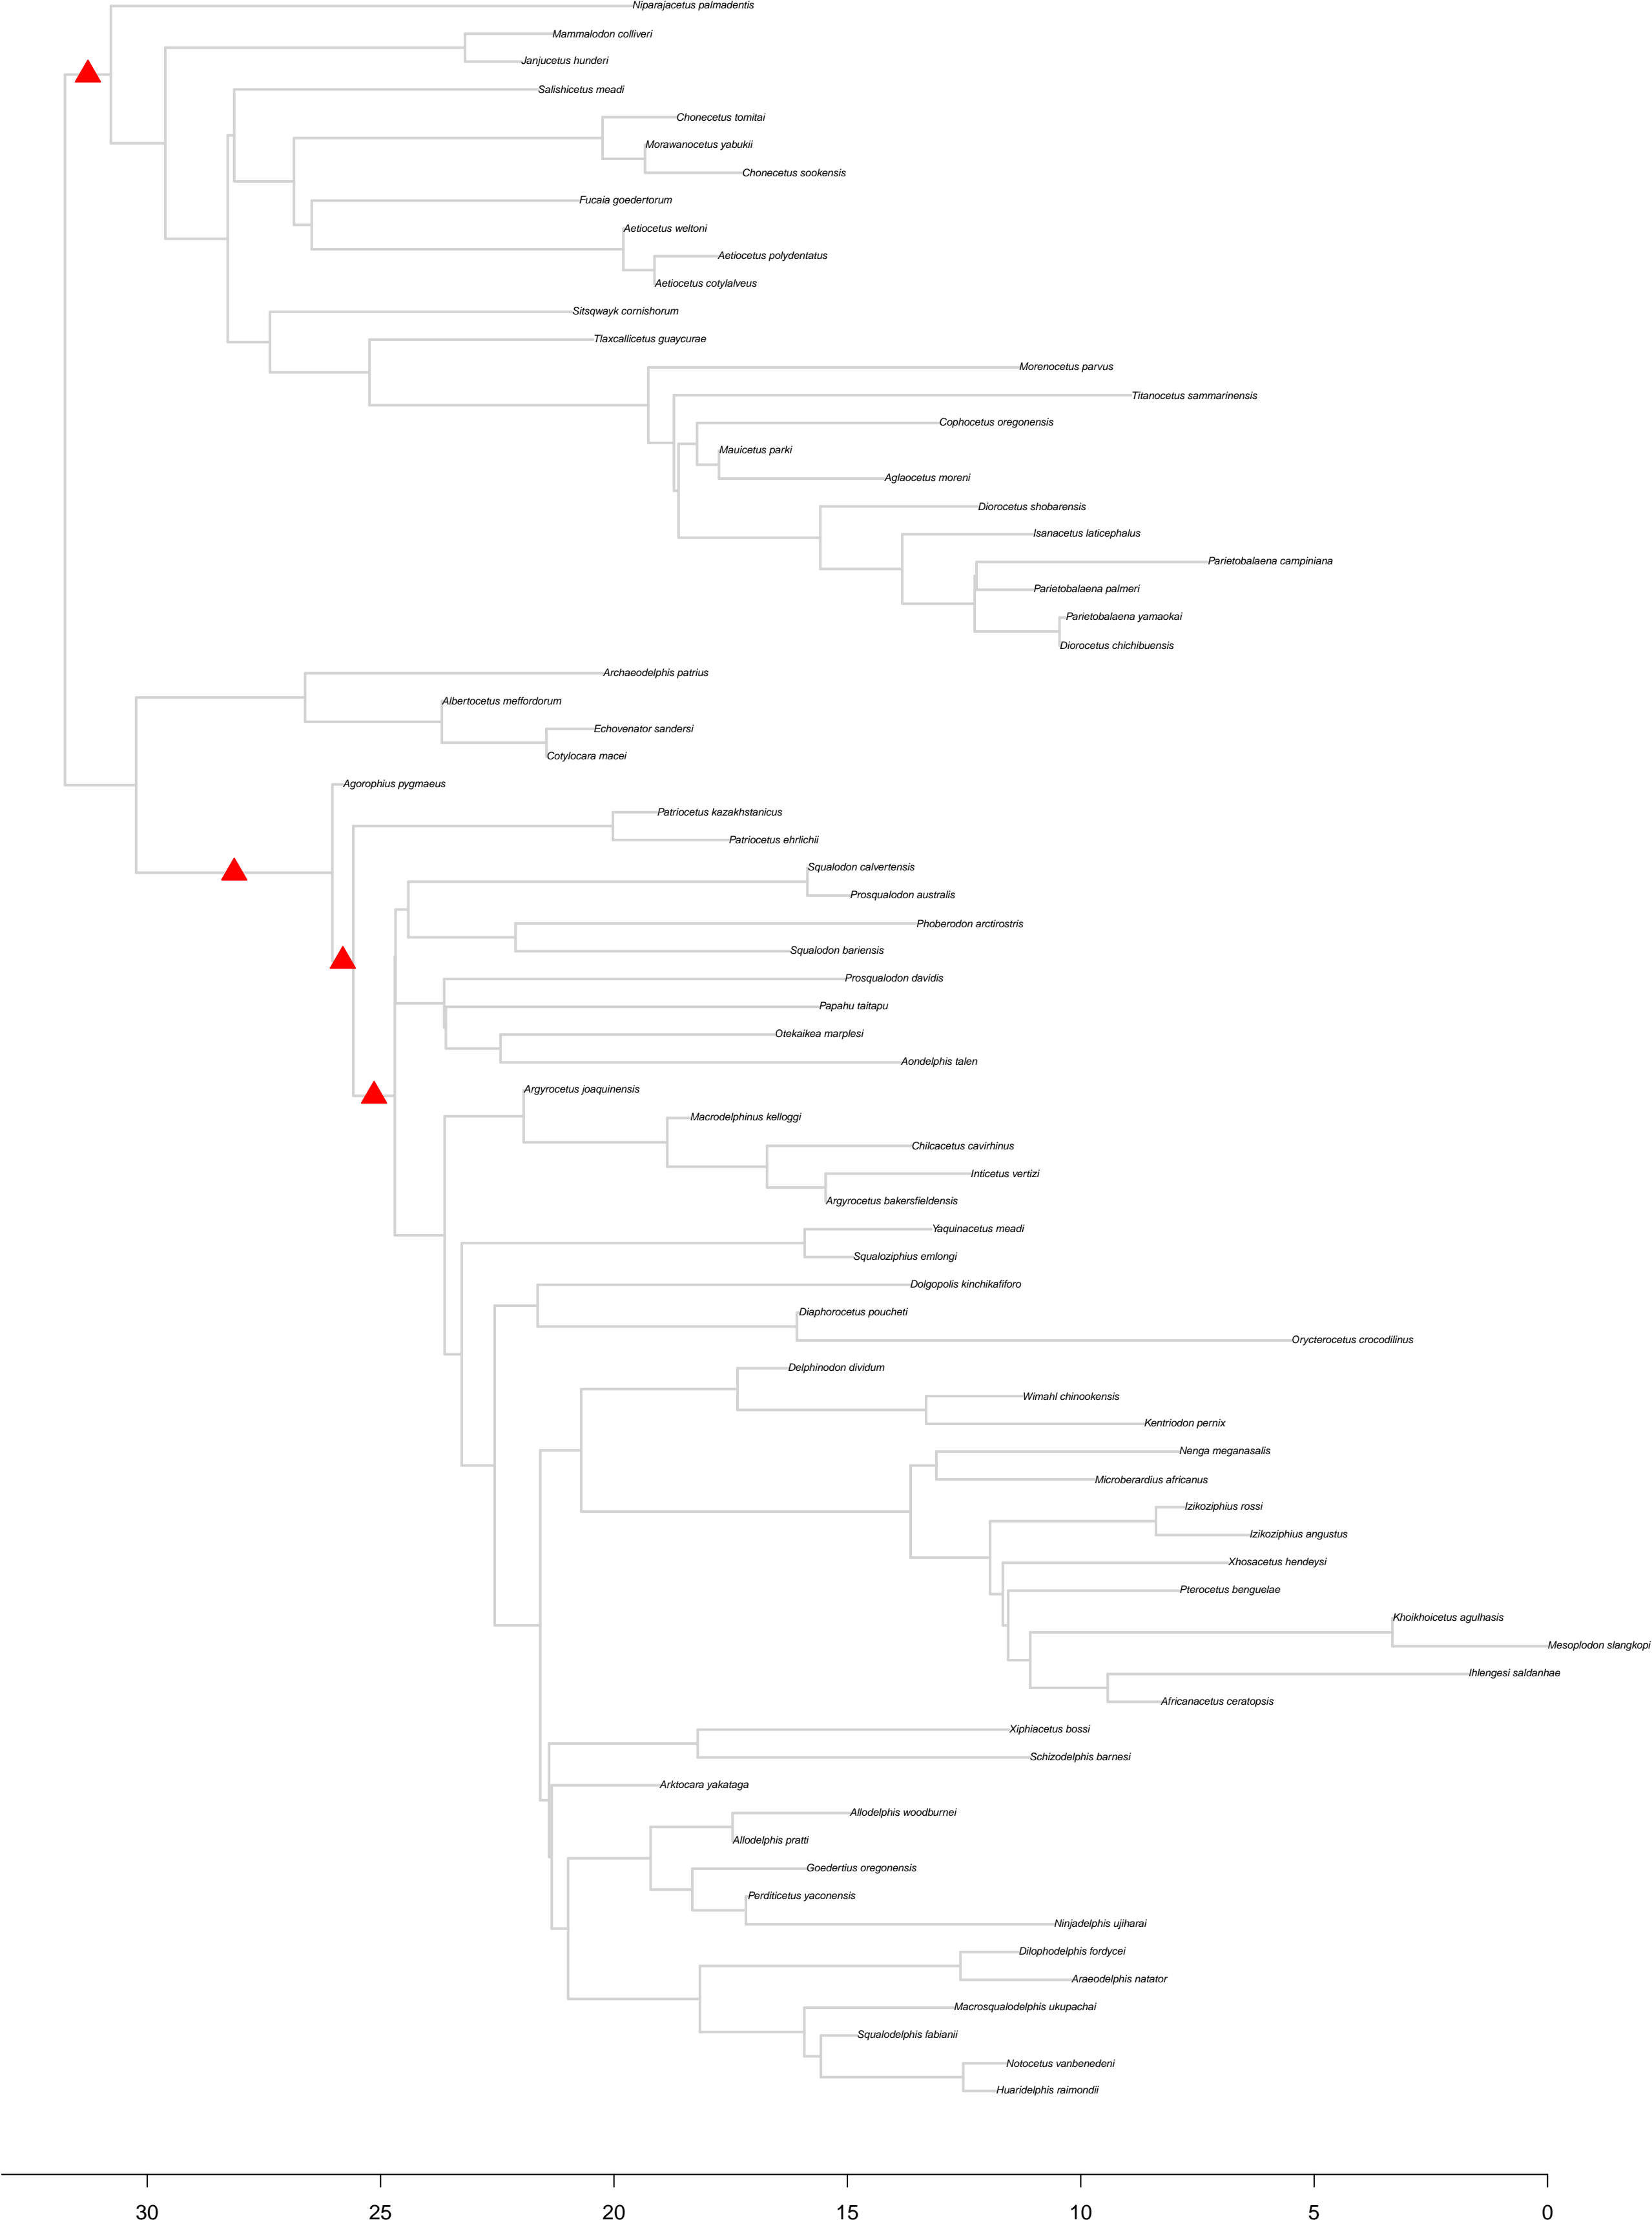 Niparajacetus palmadentis
Mammalodon colliveri
Janjucetus hunderi
Salishicetus meadi
Chonecetus tomitai
Morawanocetus yabukii
Chonecetus sookensis
Fucaia goedertorum
Aetiocetus weltoni
Aetiocetus polydentatus
Aetiocetus cotylalveus
Sitsqwayk cornishorum
Tlaxcallicetus guaycurae
Morenocetus parvus
Titanocetus sammarinensis
Cophocetus oregonensis
Mauicetus parki
Aglaocetus moreni
Diorocetus shobarensis
Isanacetus laticephalus
Parietobalaena campiniana
Parietobalaena palmeri
Parietobalaena yamaokai
Diorocetus chichibuensis
Archaeodelphis patrius
Albertocetus meffordorum
Echovenator sandersi
Cotylocara macei
Agorophius pygmaeus
Patriocetus kazakhstanicus
Patriocetus ehrlichii
Squalodon calvertensis
Prosqualodon australis
Phoberodon arctirostris
Squalodon bariensis
Prosqualodon davidis
Papahu taitapu
Otekaikea marplesi
Aondelphis talen
Argyrocetus joaquinensis
Macrodelphinus kelloggi
Chilcacetus cavirhinus
Inticetus vertizi
Argyrocetus bakersfieldensis
Yaquinacetus meadi
Squaloziphius emlongi
Dolgopolis kinchikafiforo
Diaphorocetus poucheti
Orycterocetus crocodilinus
Delphinodon dividum
Wimahl chinookensis
Kentriodon pernix
Nenga meganasalis
Microberardius africanus
Izikoziphius rossi
Izikoziphius angustus
Xhosacetus hendeysi
Pterocetus benguelae
Khoikhoicetus agulhasis
Mesoplodon slangkopi
Ihlengesi saldanhae
Africanacetus ceratopsis
Xiphiacetus bossi
Schizodelphis barnesi
Arktocara yakataga
Allodelphis woodburnei
Allodelphis pratti
Goedertius oregonensis
Perditicetus yaconensis
Ninjadelphis ujiharai
Dilophodelphis fordycei
Araeodelphis natator
Macrosqualodelphis ukupachai
Squalodelphis fabianii
Notocetus vanbenedeni
Huaridelphis raimondii
30 25 20 15 10 5 0